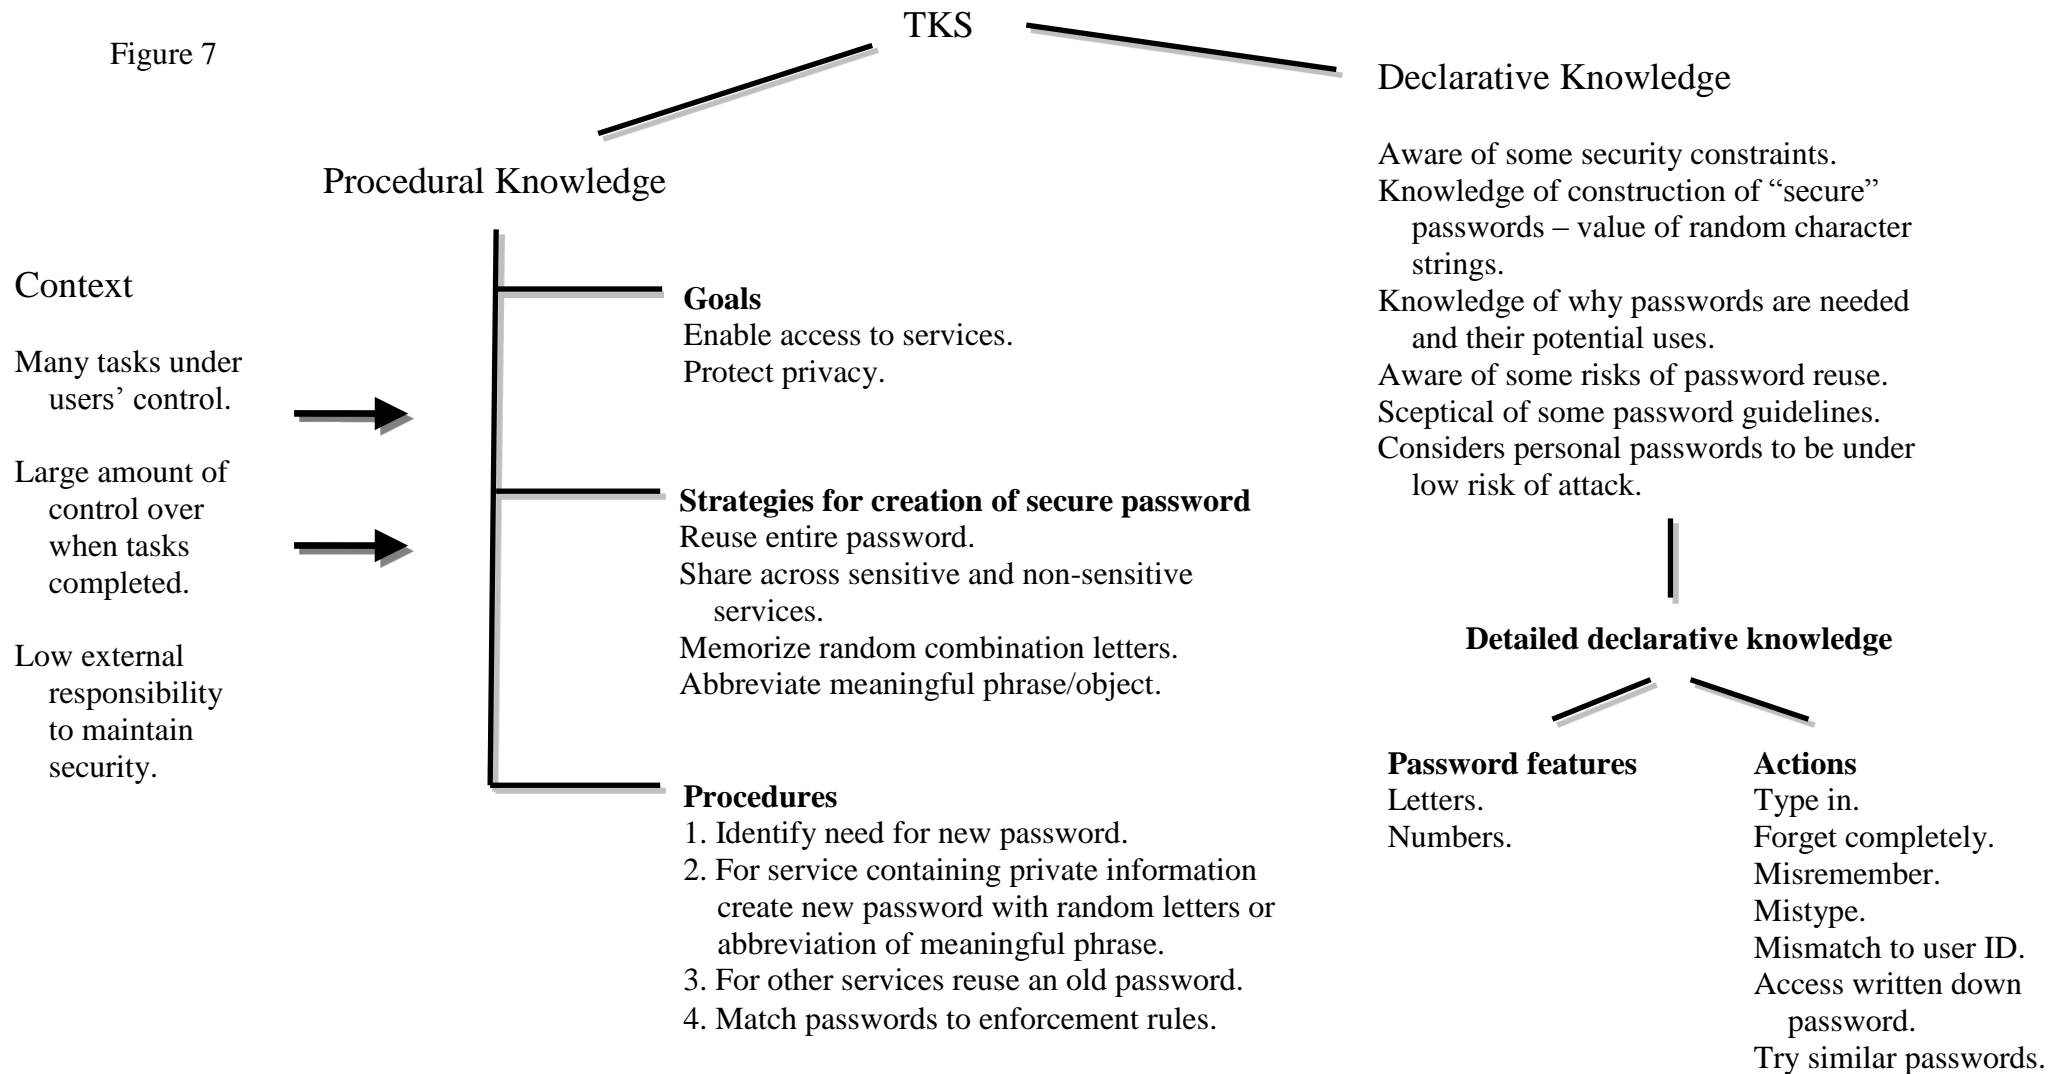 Figure 7
TKS
Procedural Knowledge
Context
Many tasks under
users’ control.
Large amount of
control over
when tasks
completed.
Low external
responsibility
to maintain
security.
Goals
Enable access to services.
Protect privacy.
Strategies for creation of secure password
Reuse entire password.
Share across sensitive and non-sensitive
services.
Memorize random combination letters.
Abbreviate meaningful phrase/object.
Procedures
1. Identify need for new password.
2. For service containing private information
create new password with random letters or
abbreviation of meaningful phrase.
3. For other services reuse an old password.
4. Match passwords to enforcement rules.
Declarative Knowledge
Aware of some security constraints.
Knowledge of construction of “secure”
passwords – value of random character
strings.
Knowledge of why passwords are needed
and their potential uses.
Aware of some risks of password reuse.
Sceptical of some password guidelines.
Considers personal passwords to be under
low risk of attack.
Detailed declarative knowledge
Password features
Letters.
Numbers.
Actions
Type in.
Forget completely.
Misremember.
Mistype.
Mismatch to user ID.
Access written down
password.
Try similar passwords.